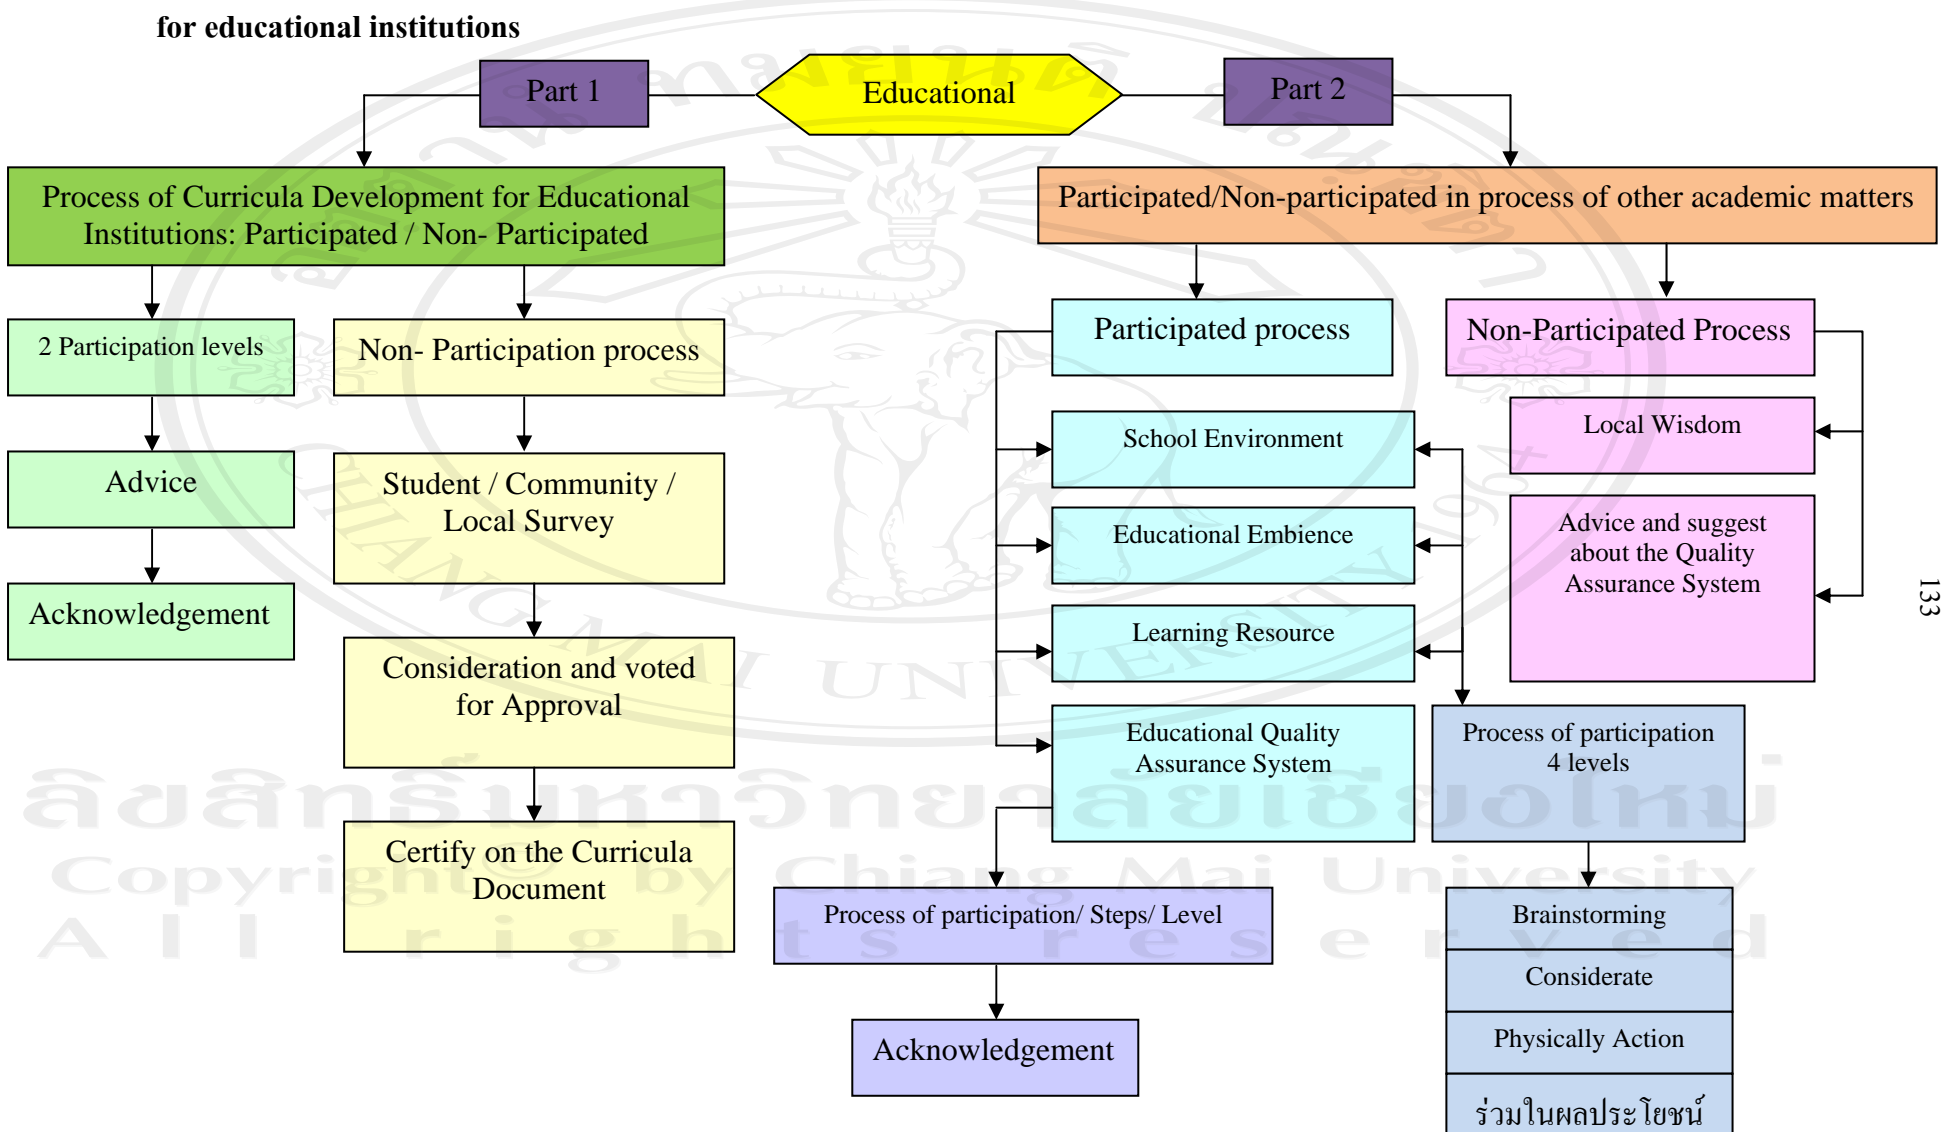 for educational institutions
Part 1
Educational
Part 2
Process of Curricula Development for Educational
Institutions: Participated / Non- Participated
Participated/Non-participated in process of other academic matters
2 Participation levels
Non- Participation process
Participated process
Non-Participated Process
Advice
Student / Community /
Local Survey
School Environment
Local Wisdom
Educational Embience
Advice and suggest
about the Quality
Assurance System
133
Acknowledgement
Consideration and voted
for Approval
Learning Resource
Educational Quality
Assurance System
Process of participation
4 levels
Certify on the Curricula
Document
Process of participation/ Steps/ Level
Acknowledgement
Brainstorming
Considerate
Physically Action
ร่วมในผลประโยชน์
CHIANG MAI UNIVERSITY 1964
ลิขสิทธิ์มหาวิทยาลัยเชียงใหม่
Copyright© by Chiang Mai University
All rights reserved